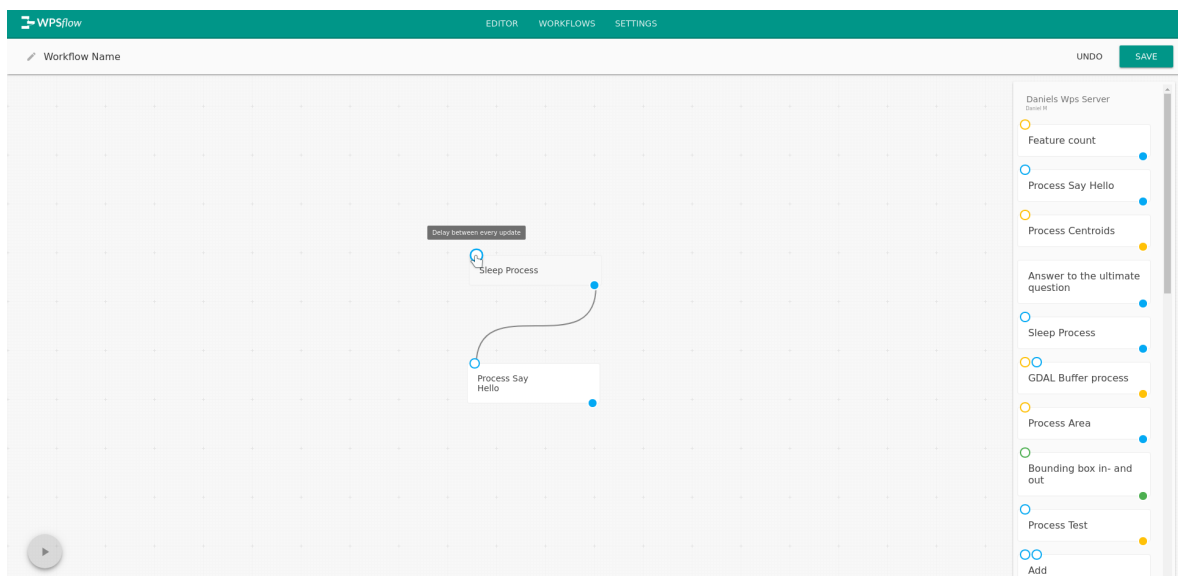 WPSflow
EDITOR WORKFLOWS SETTINGS
Workflow Name
UNDO SAVE
Delay between every update
Sleep Process
Process Say
Hello
Daniels Wps Server
Daniel M
Feature count
Process Say Hello
Process Centroids
Answer to the ultimate
question
Sleep Process
GDAL Buffer process
Process Area
Bounding box in- and
out
Process Test
Add